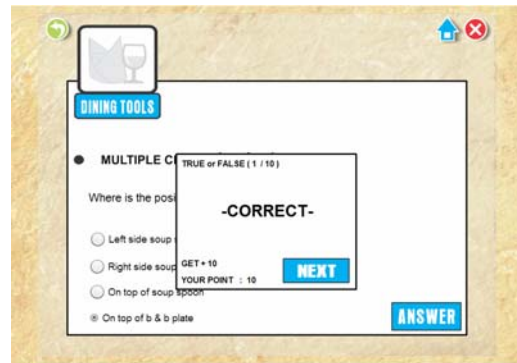 DINING TOOLS
MULTIPLE C
TRUE or FALSE ( 1 / 10 )
Where is the posi
-CORRECT-
Left side soup
Right side soup
GET + 10
YOUR POINT : 10
NEXT
On top of soup spoon
On top of b & b plate
ANSWER